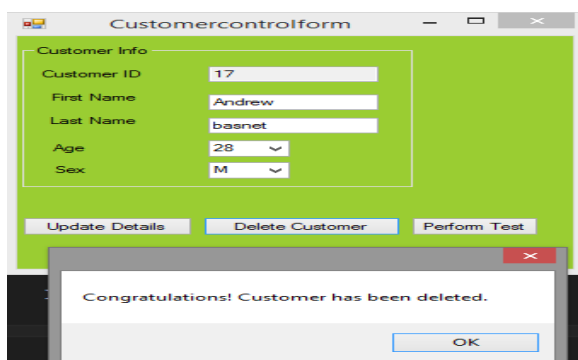 Customercontrolform
Customer Info
Customer ID 17
First Name Andrew
Last Name basnet
Age 28
Sex M
Update Details Delete Customer Perform Test
Congratulations! Customer has been deleted.
OK